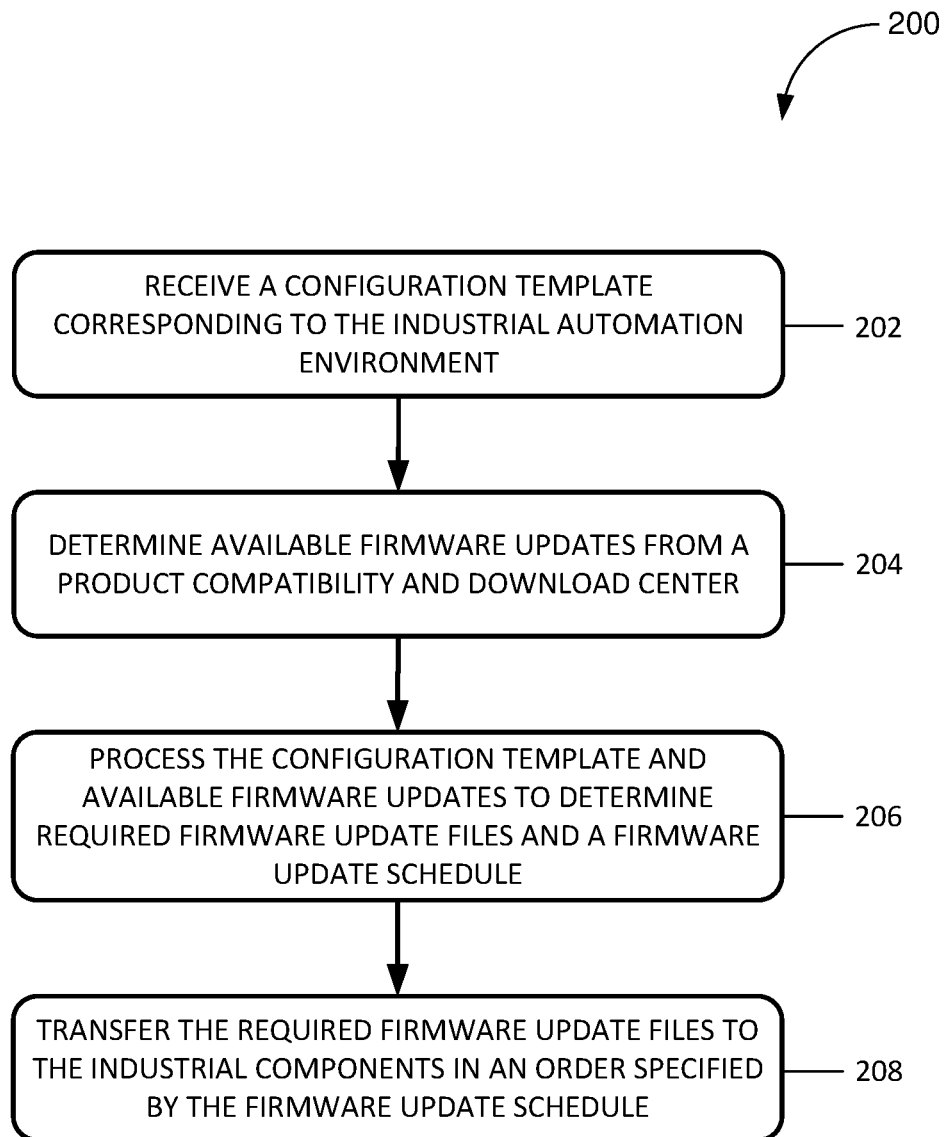 200
RECEIVE A CONFIGURATION TEMPLATE
CORRESPONDING TO THE INDUSTRIAL AUTOMATION
ENVIRONMENT
202
DETERMINE AVAILABLE FIRMWARE UPDATES FROM A
PRODUCT COMPATIBILITY AND DOWNLOAD CENTER
204
PROCESS THE CONFIGURATION TEMPLATE AND
AVAILABLE FIRMWARE UPDATES TO DETERMINE
REQUIRED FIRMWARE UPDATE FILES AND A FIRMWARE
UPDATE SCHEDULE
206
TRANSFER THE REQUIRED FIRMWARE UPDATE FILES TO
THE INDUSTRIAL COMPONENTS IN AN ORDER SPECIFIED
BY THE FIRMWARE UPDATE SCHEDULE
208